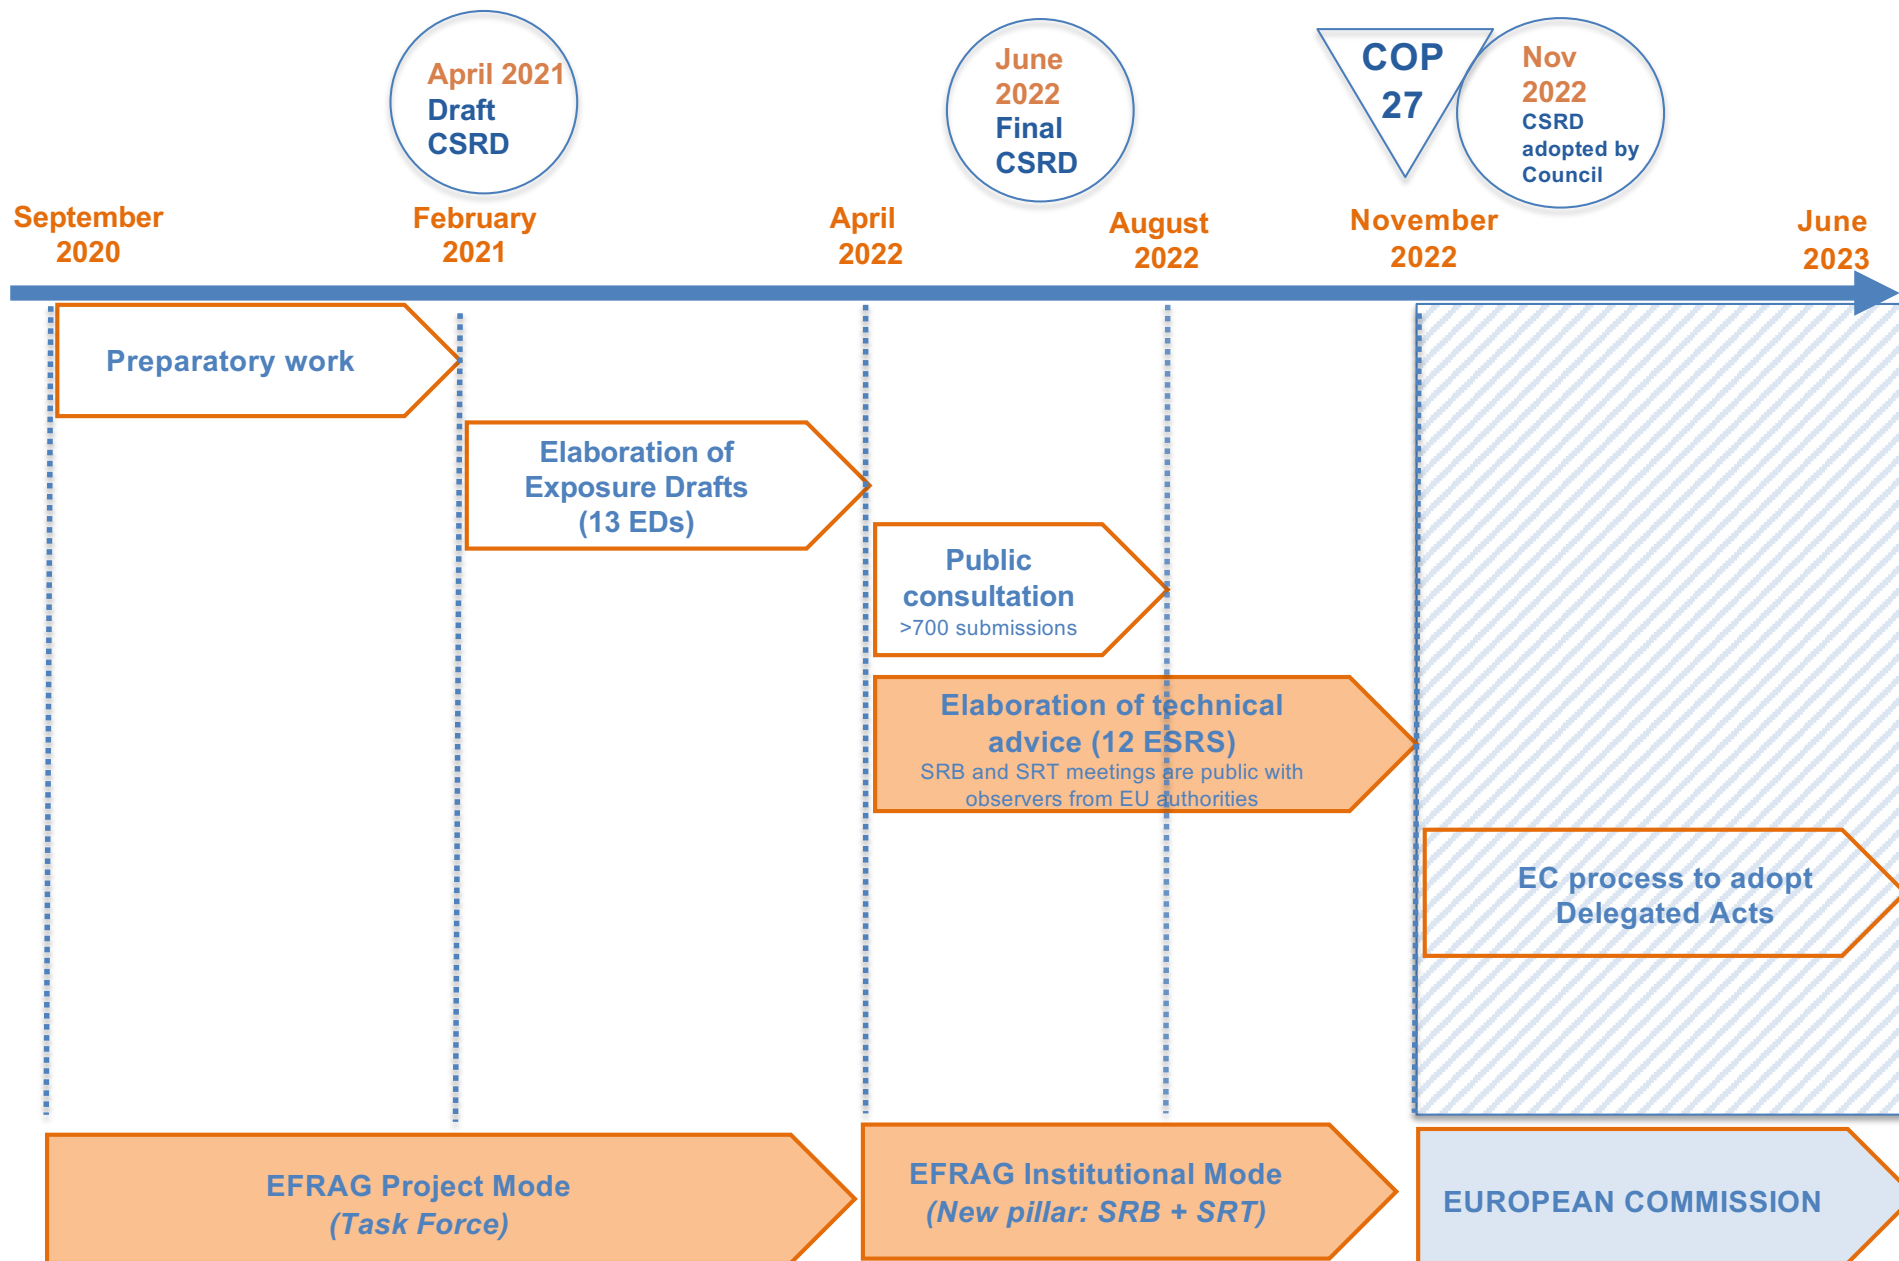 April 2021
Draft
CSRD
June
2022
Final
CSRD
COP
27
Nov
2022
CSRD
adopted by
Council
September
2020
February
2021
April
2022
August
2022
November
2022
June
2023
Preparatory work
Elaboration of
Exposure Drafts
(13 EDs)
Public
consultation
>700 submissions
Elaboration of technical
advice (12 ESRS)
SRB and SRT meetings are public with
observers from EU authorities
EC process to adopt
Delegated Acts
EFRAG Project Mode
(Task Force)
EFRAG Institutional Mode
(New pillar: SRB + SRT)
EUROPEAN COMMISSION